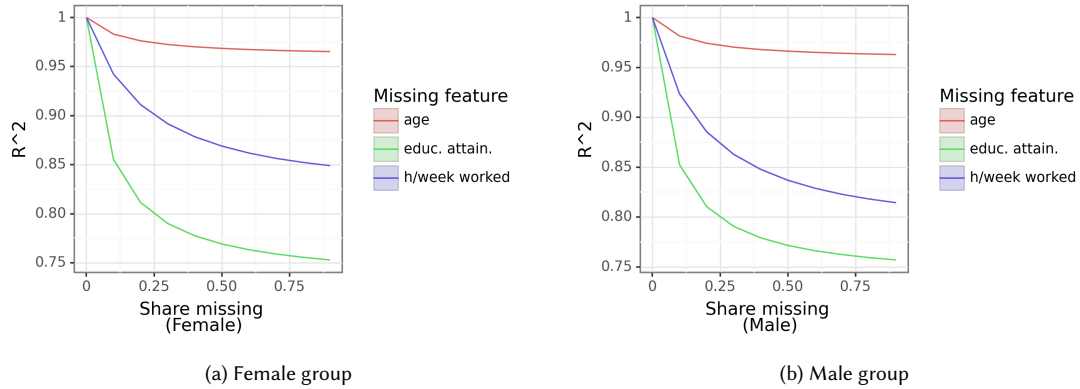 1
0.95
0.90
0.85
0.80
0.75
R^2
0
0.25
0.50
0.75
Share missing
(Female)
Missing feature
age
educ. attain.
h/week worked
(a) Female group
1
0.95
0.90
0.85
0.80
0.75
R^2
0
0.25
0.50
0.75
Share missing
(Male)
Missing feature
age
educ. attain.
h/week worked
(b) Male group